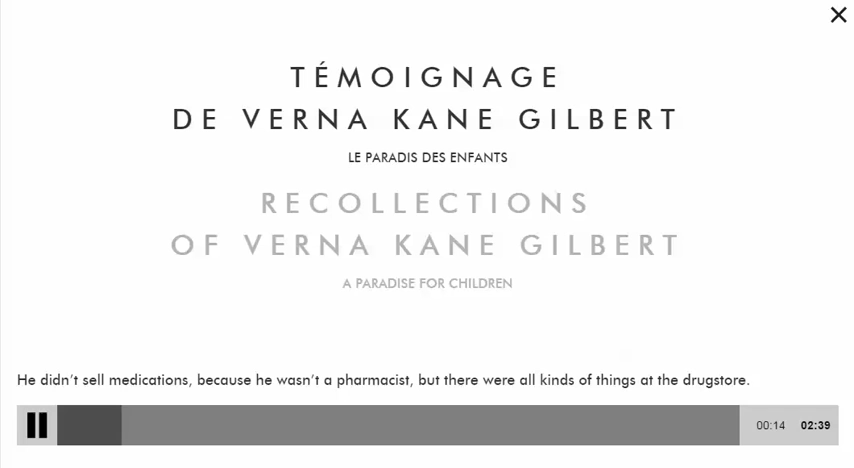 TÉMOIGNAGE
DE VERNA KANE GILBERT
LE PARADIS DES ENFANTS
RECOLLECTIONS
OF VERNA KANE GILBERT
A PARADISE FOR CHILDREN
He didn't sell medications, because he wasn't a pharmacist, but there were all kinds of things at the drugstore.
00:14 02:39